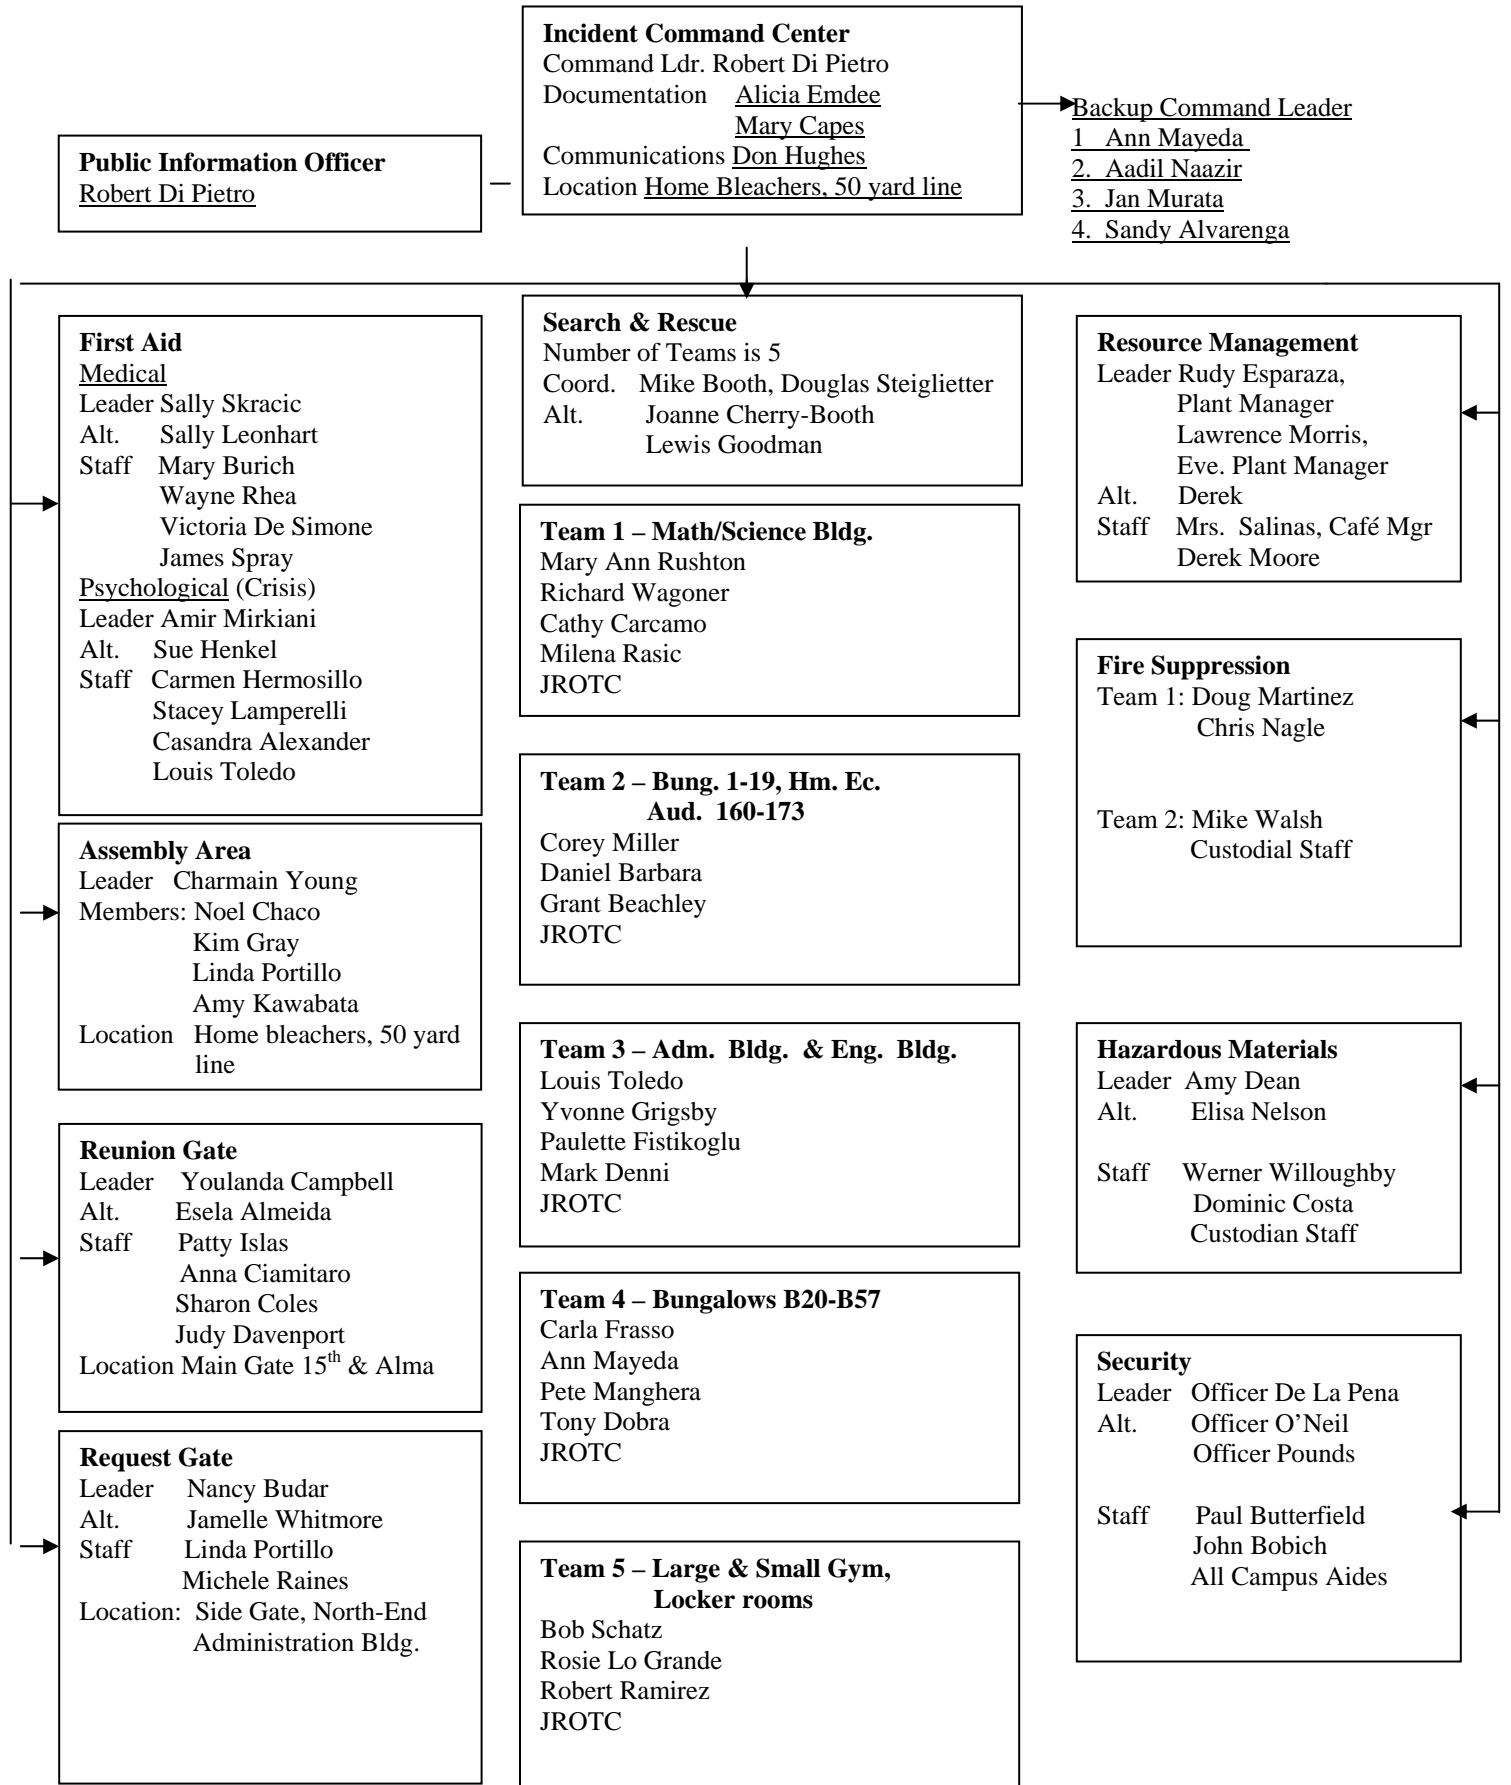 Incident Command Center
Command Ldr. Robert Di Pietro
Documentation Alicia Emdee
Mary Capes
Communications Don Hughes
Location Home Bleachers, 50 yard line
Backup Command Leader
1 Ann Mayeda
2. Aadil Naazir
3. Jan Murata
4. Sandy Alvarenga
Public Information Officer
Robert Di Pietro
First Aid
Medical
Leader Sally Skracic
Alt. Sally Leonhart
Staff Mary Burich
Wayne Rhea
Victoria De Simone
James Spray
Psychological (Crisis)
Leader Amir Mirkiani
Alt. Sue Henkel
Staff Carmen Hermosillo
Stacey Lamperelli
Casandra Alexander
Louis Toledo
Assembly Area
Leader Charmain Young
Members: Noel Chaco
Kim Gray
Linda Portillo
Amy Kawabata
Location Home bleachers, 50 yard
line
Reunion Gate
Leader Youlanda Campbell
Alt. Esela Almeida
Staff Patty Islas
Anna Ciamitaro
Sharon Coles
Judy Davenport
Location Main Gate 15th & Alma
Request Gate
Leader Nancy Budar
Alt. Jamelle Whitmore
Staff Linda Portillo
Michele Raines
Location: Side Gate, North-End
Administration Bldg.
Search & Rescue
Number of Teams is 5
Coord. Mike Booth, Douglas Steiglietter
Alt. Joanne Cherry-Booth
Lewis Goodman
Team 1 – Math/Science Bldg.
Mary Ann Rushton
Richard Wagoner
Cathy Carcamo
Milena Rasic
JROTC
Team 2 – Bung. 1-19, Hm. Ec.
Aud. 160-173
Corey Miller
Daniel Barbara
Grant Beachley
JROTC
Team 3 – Adm. Bldg. & Eng. Bldg.
Louis Toledo
Yvonne Grigsby
Paulette Fistikoglu
Mark Denni
JROTC
Team 4 – Bungalows B20-B57
Carla Frasso
Ann Mayeda
Pete Manghera
Tony Dobra
JROTC
Team 5 – Large & Small Gym,
Locker rooms
Bob Schatz
Rosie Lo Grande
Robert Ramirez
JROTC
Resource Management
Leader Rudy Esparaza,
Plant Manager
Lawrence Morris,
Eve. Plant Manager
Alt. Derek
Staff Mrs. Salinas, Café Mgr
Derek Moore
Fire Suppression
Team 1: Doug Martinez
Chris Nagle
Team 2: Mike Walsh
Custodial Staff
Hazardous Materials
Leader Amy Dean
Alt. Elisa Nelson
Staff Werner Willoughby
Dominic Costa
Custodian Staff
Security
Leader Officer De La Pena
Alt. Officer O’Neil
Officer Pounds
Staff Paul Butterfield
John Bobich
All Campus Aides